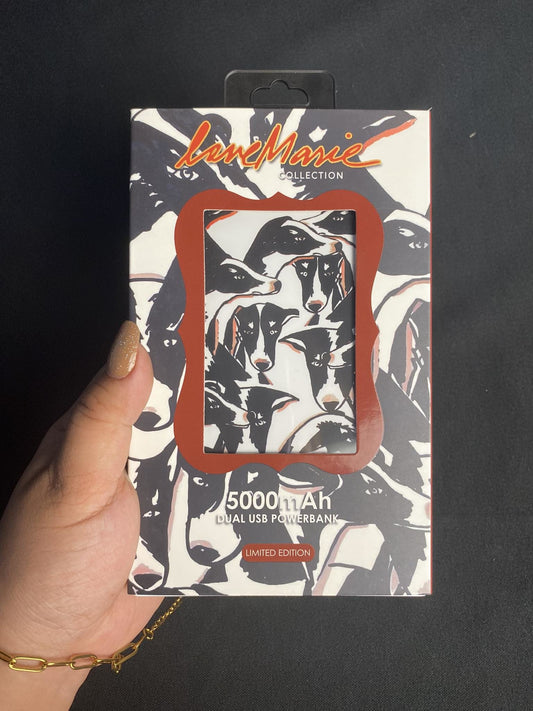 LoveMarie
COLLECTION
5000mAh
DUAL USB POWERBANK
LIMITED EDITION